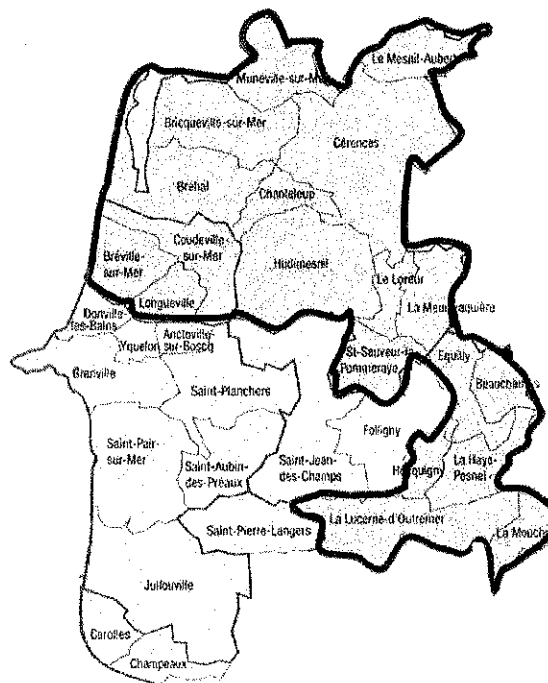 Le Mesnil-Aubert
Muneville-sur-Mer
Bricqueville-sur-Mer
Cérences
Bréhal
Chanteloup
Coudeville-
sur-Mer
Bréville-
sur-Mer
Hudimesnil
Le Loreur
Longueville
La Meurdraquière
Donville
les-Bains
Anctoville-
sur-Boscq
Yquelon
St-Sauveur-la-
Pommeraye
Equilly
Granville
Beauchamps
Saint-Planchers
Folligny
Saint-Pair-
sur-Mer
Saint-Aubin-
des-Préaux
Saint-Jean-
des-Champs
Hocquigny
La Haye-
Pesnel
La Lucerne-d'Outremer
Saint-Pierre-Langers
La Mouche
Jullouville
Carolles
Champeaux